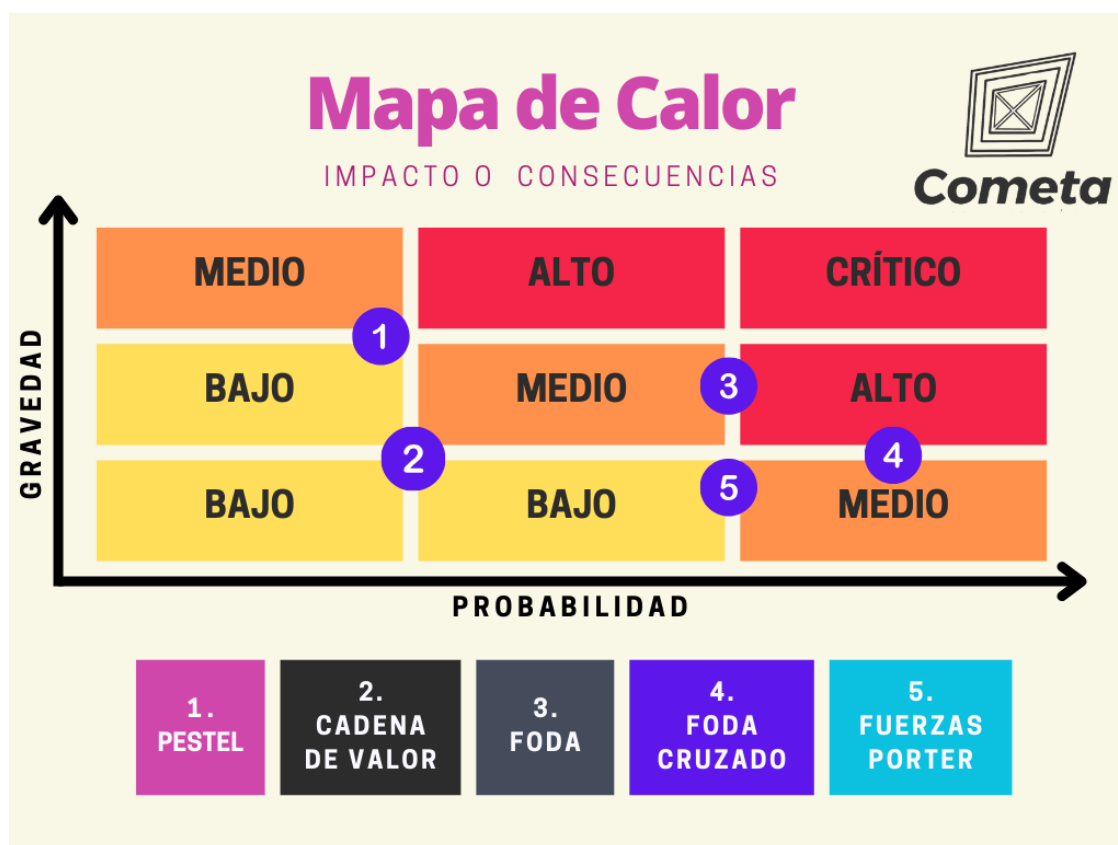 Mapa de Calor
IMPACTO O CONSECUENCIAS
Cometa
GRAVEDAD
MEDIO
ALTO
CRÍTICO
1
BAJO
MEDIO
3
ALTO
2
4
BAJO
BAJO
5
MEDIO
PROBABILIDAD
1.
PESTEL
2.
CADENA
DE VALOR
3.
FODA
4.
FODA
CRUZADO
5.
FUERZAS
PORTER